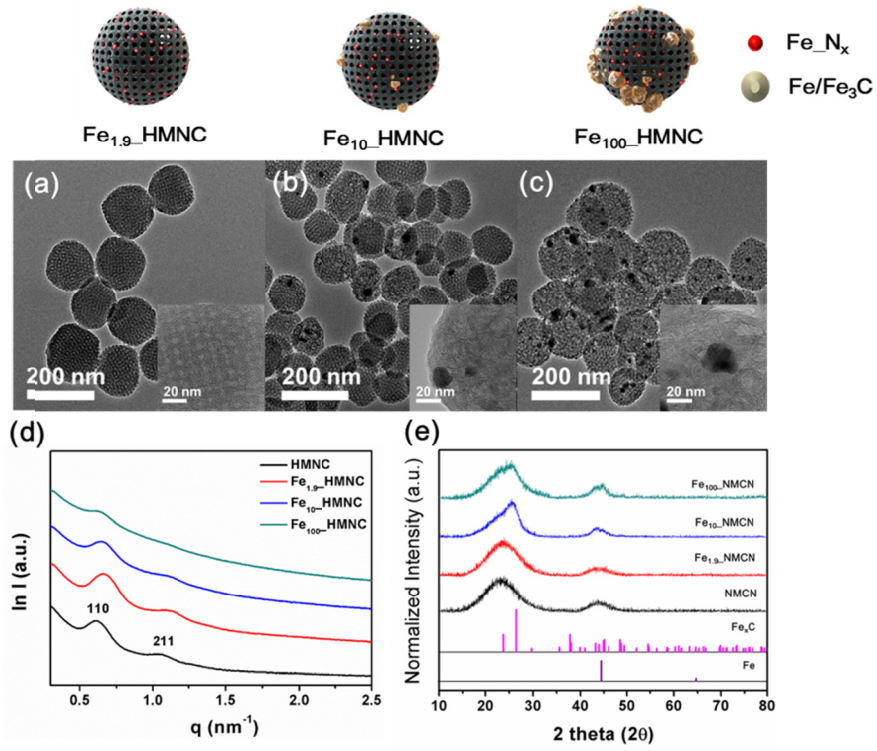 Fe_Nₓ
Fe/Fe₃C
Fe₁.₉_HMNC
Fe₁₀_HMNC
Fe₁₀₀_HMNC
(a)
(b)
(c)
200 nm
20 nm
200 nm
20 nm
200 nm
20 nm
(d)
HMNC
Fe₁.₉_HMNC
Fe₁₀_HMNC
Fe₁₀₀_HMNC
110
211
ln I (a.u.)
0.5 1.0 1.5 2.0 2.5
q (nm⁻¹)
(e)
Normalized Intensity (a.u.)
Fe₁₀₀_NMCN
Fe₁₀_NMCN
Fe₁.₉_NMCN
NMCN
FeₓC
Fe
10 20 30 40 50 60 70 80
2 theta (2θ)